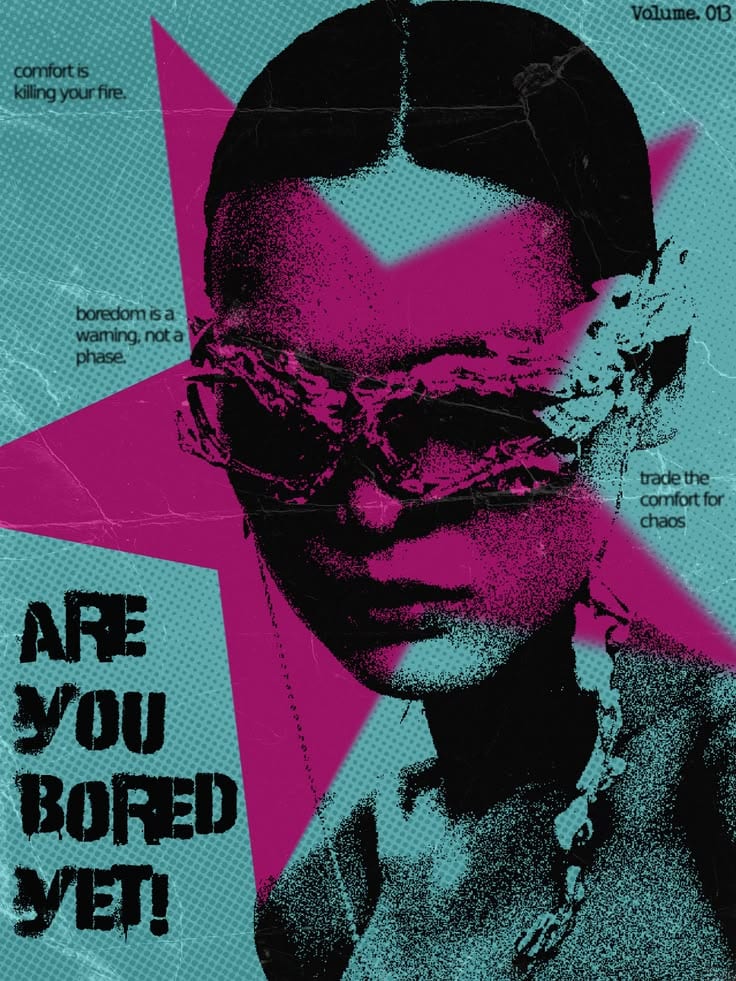 Volume. 013
comfort is
killing your fire.
boredom is a
warning, not a
phase.
trade the
comfort for
chaos
ARE
YOU
BORED
YET!